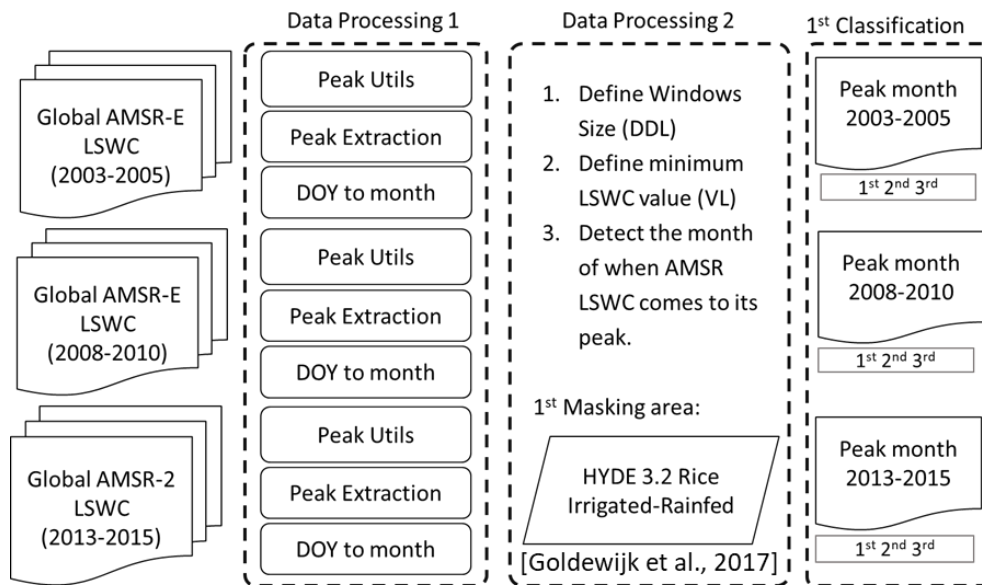 Data Processing 1
Data Processing 2
1st Classification
Global AMSR-E
LSWC
(2003-2005)
Global AMSR-E
LSWC
(2008-2010)
Global AMSR-2
LSWC
(2013-2015)
Peak Utils
Peak Extraction
DOY to month
Peak Utils
Peak Extraction
DOY to month
Peak Utils
Peak Extraction
DOY to month
1. Define Windows
Size (DDL)
2. Define minimum
LSWC value (VL)
3. Detect the month
of when AMSR
LSWC comes to its
peak.
1st Masking area:
HYDE 3.2 Rice
Irrigated-Rainfed
[Goldewijk et al., 2017]
Peak month
2003-2005
1st 2nd 3rd
Peak month
2008-2010
1st 2nd 3rd
Peak month
2013-2015
1st 2nd 3rd